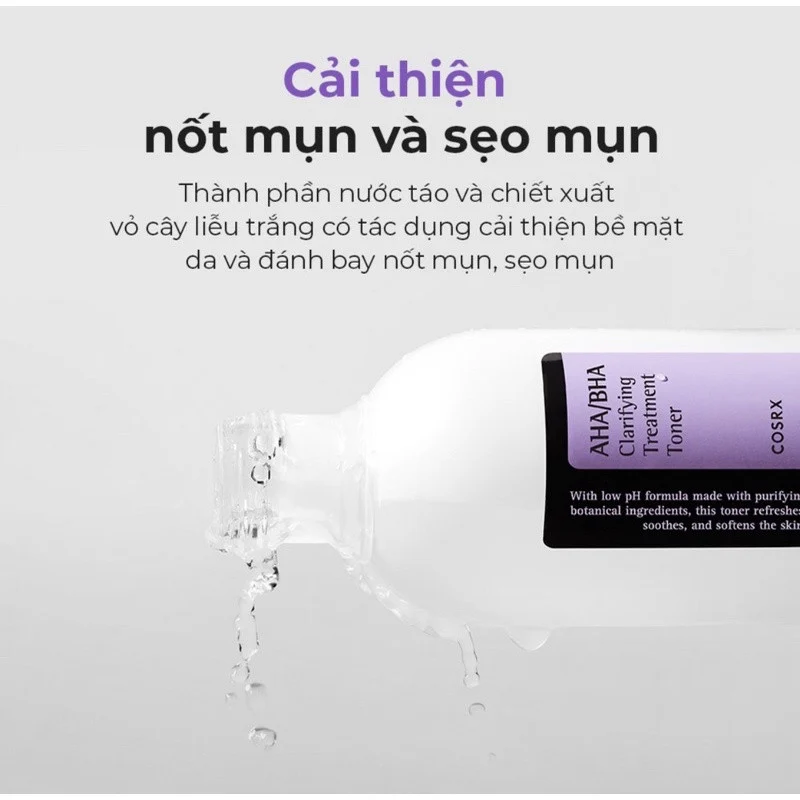 Cải thiện
nốt mụn và sẹo mụn
Thành phần nước táo và chiết xuất
vỏ cây liễu trắng có tác dụng cải thiện bề mặt
da và đánh bay nốt mụn, sẹo mụn
AHA/BHA
Clarifying
Treatment
Toner
COSRX
With low pH formula made with purifyin
botanical ingredients, this toner refreshes
soothes, and softens the skin